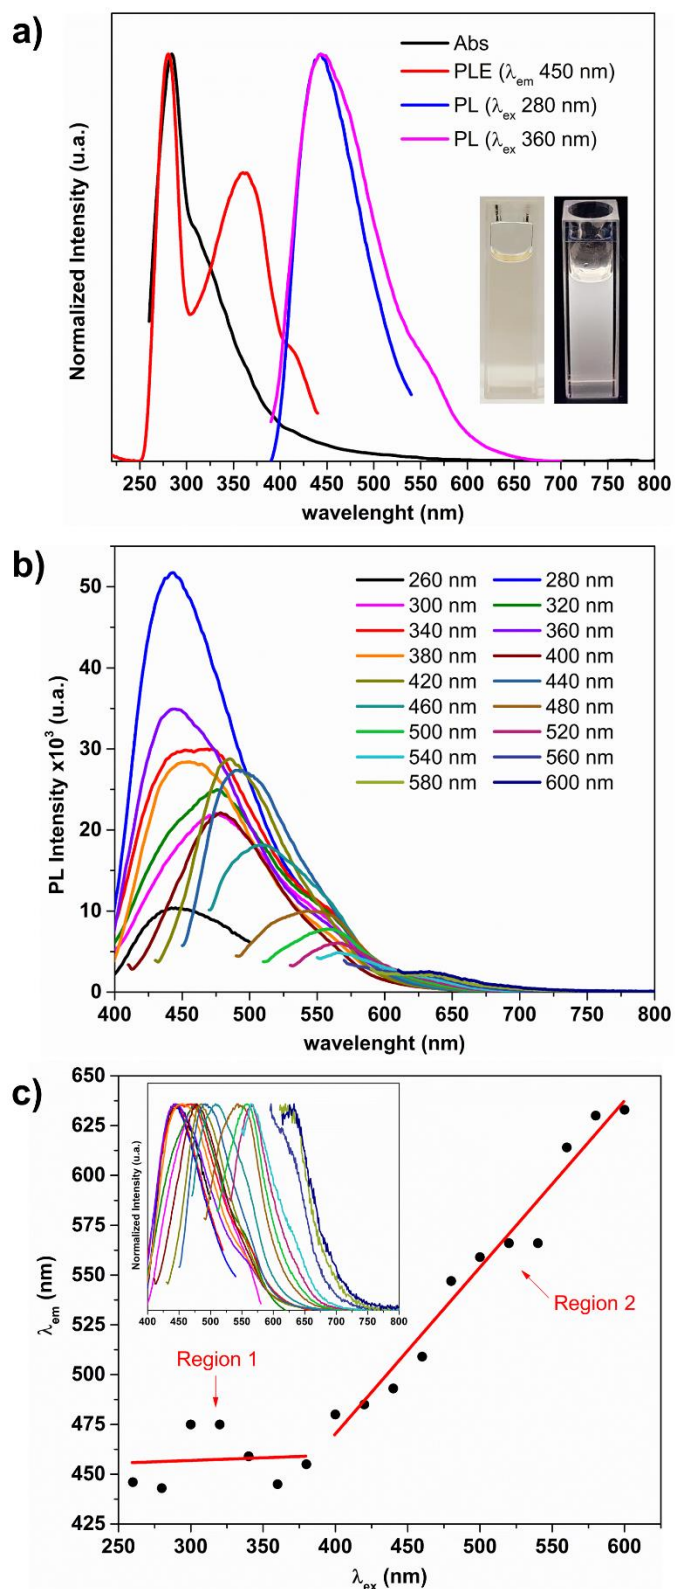 a)
Abs
PLE (λem 450 nm)
PL (λex 280 nm)
PL (λex 360 nm)
Normalized Intensity (u.a.)
250 300 350 400 450 500 550 600 650 700 750 800
wavelenght (nm)
b)
260 nm 280 nm
300 nm 320 nm
340 nm 360 nm
380 nm 400 nm
420 nm 440 nm
460 nm 480 nm
500 nm 520 nm
540 nm 560 nm
580 nm 600 nm
PL Intensity x10³ (u.a.)
50
40
30
20
10
0
400 450 500 550 600 650 700 750 800
wavelenght (nm)
c)
650
625
600
575
550
525
500
475
450
425
λem (nm)
Normalized Intensity (u.a.)
400 450 500 550 600 650 700 750 800
Region 1
Region 2
250 300 350 400 450 500 550 600
λex (nm)